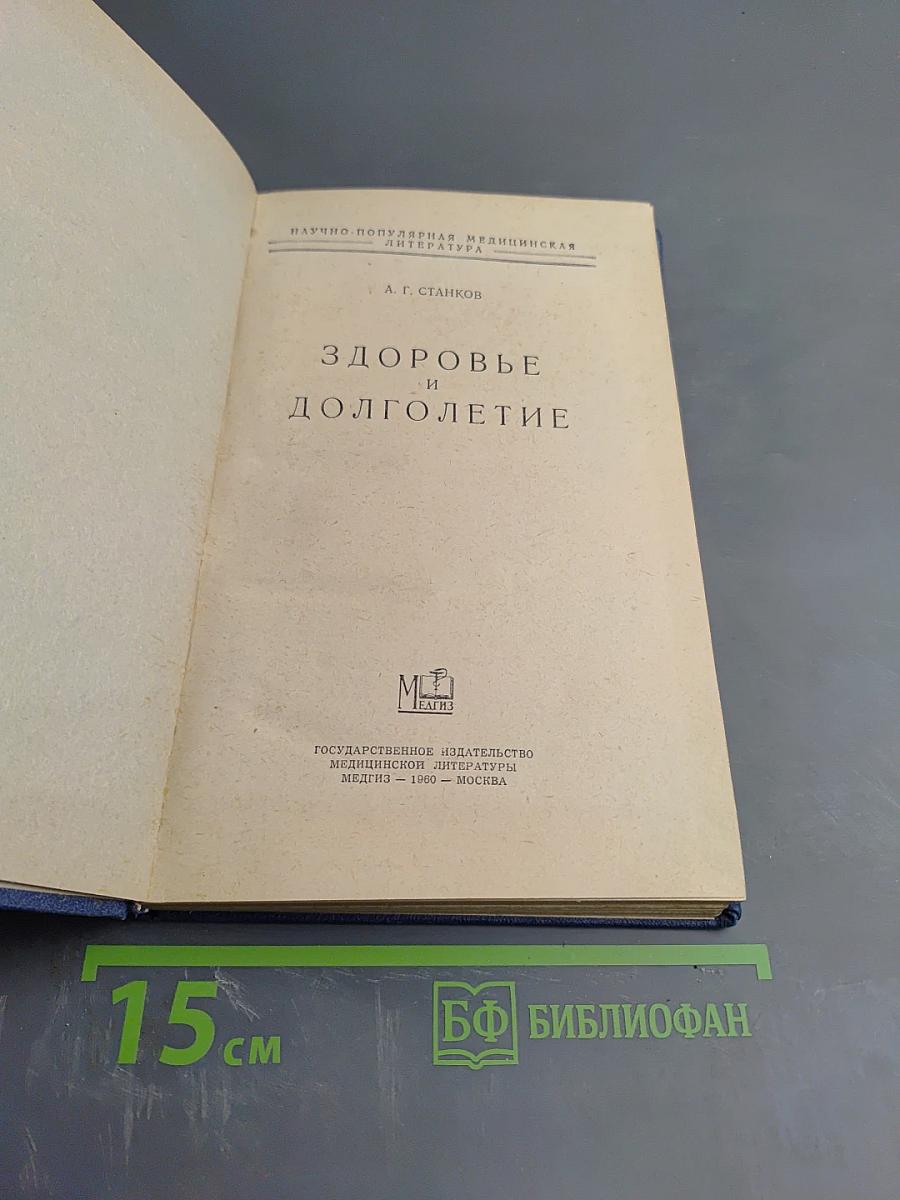 НАУЧНО-ПОПУЛЯРНАЯ МЕДИЦИНСКАЯ
ЛИТЕРАТУРА
А. Г. СТАНКОВ
ЗДОРОВЬЕ
И
ДОЛГОЛЕТИЕ
МЕДГИЗ
ГОСУДАРСТВЕННОЕ ИЗДАТЕЛЬСТВО
МЕДИЦИНСКОЙ ЛИТЕРАТУРЫ
МЕДГИЗ — 1960 — МОСКВА
15 см
БФ БИБЛИОФАН